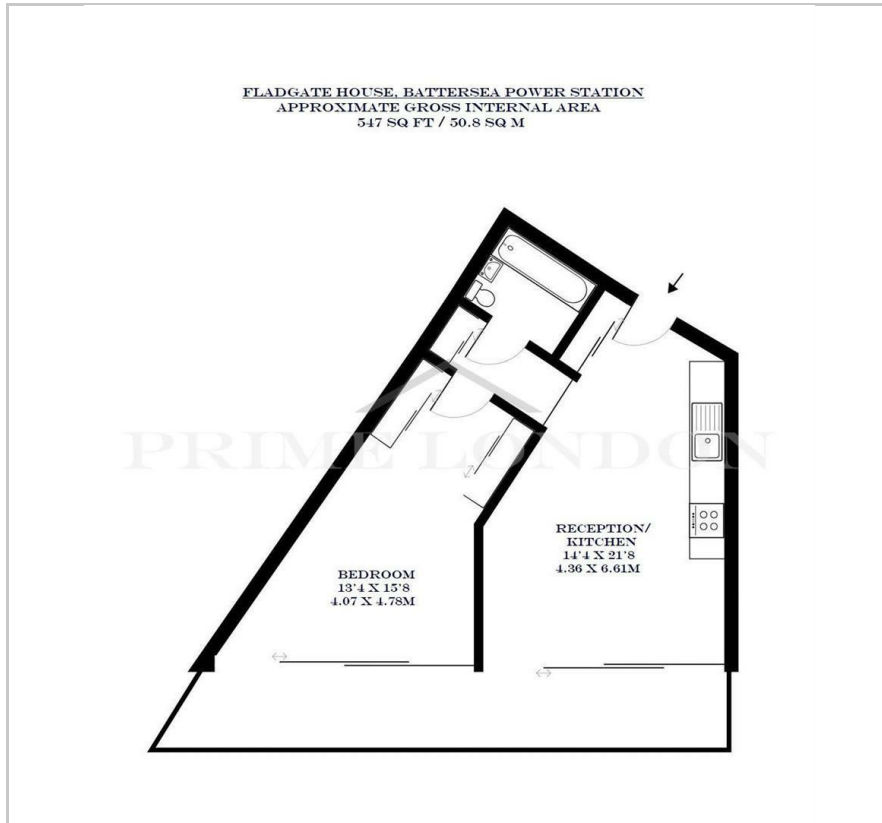 FLADGATE HOUSE, BATTERSEA POWER STATION
APPROXIMATE GROSS INTERNAL AREA
547 SQ FT / 50.8 SQ M
PRIME LONDON
RECEPTION/
KITCHEN
14'4 X 21'8
4.36 X 6.61M
BEDROOM
13'4 X 15'8
4.07 X 4.78M